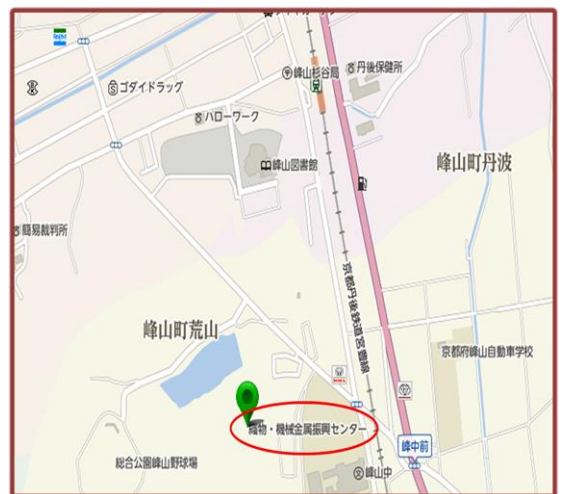 ゴダイドラッグ
峰山杉谷局
丹後保健所
ハローワーク
峰山図書館
峰山町丹波
簡易裁判所
京都丹後鉄道宮豊線
峰山町荒山
京都府峰山自動車学校
織物・機械金属振興センター
峰中前
総合公園峰山野球場
峰山中